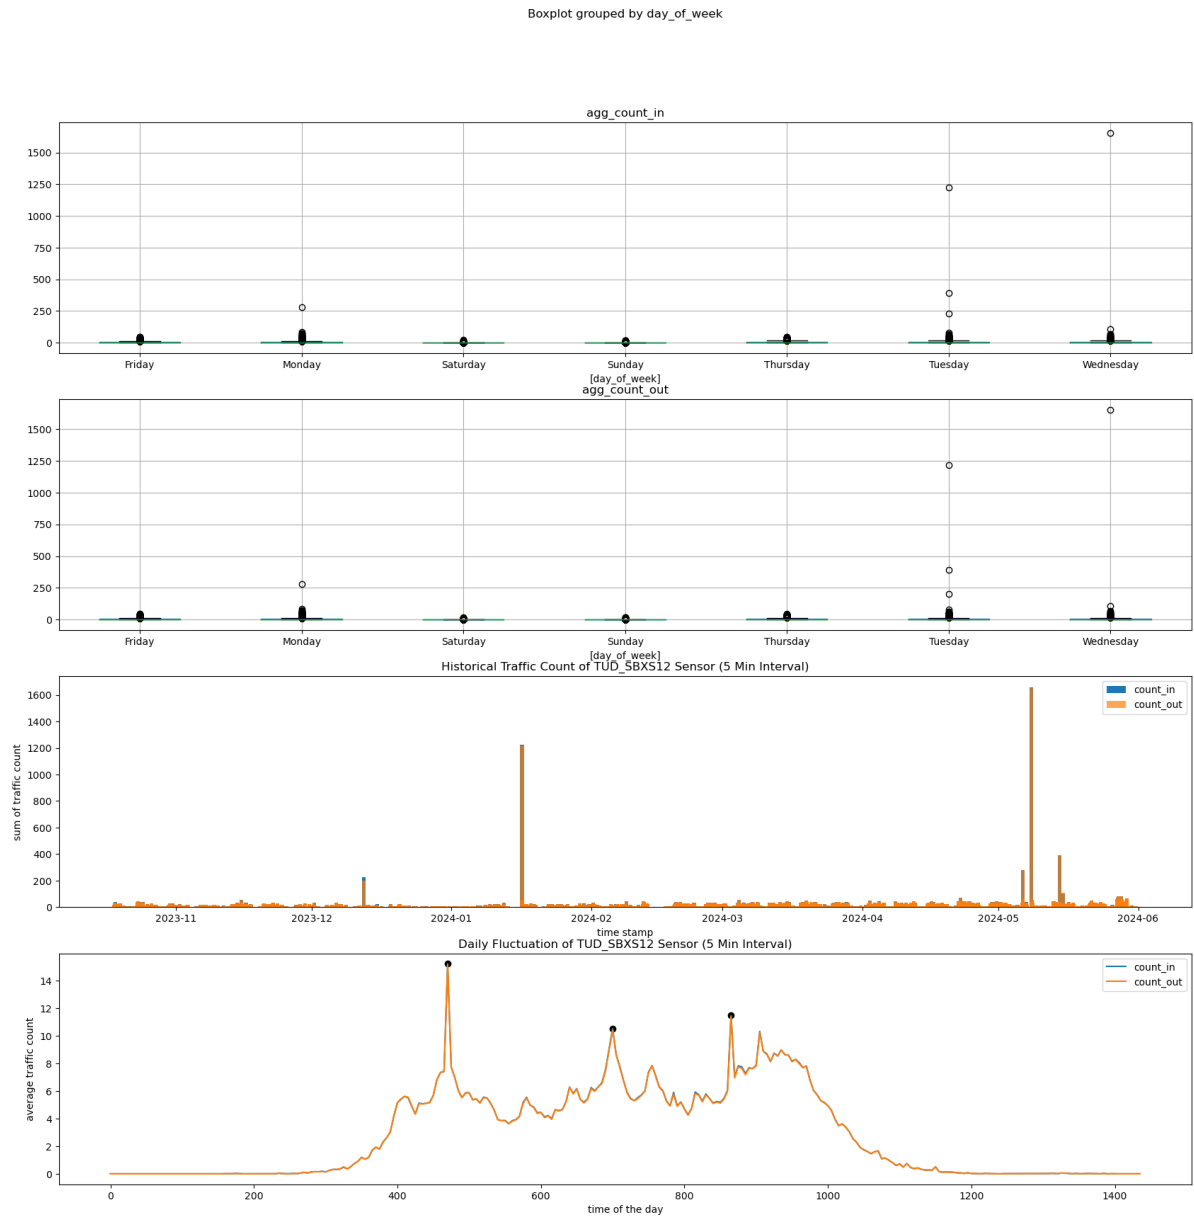 Boxplot grouped by day_of_week
agg_count_in
1500
1250
1000
750
500
250
0
Friday Monday Saturday Sunday Thursday Tuesday Wednesday
[day_of_week]
agg_count_out
1500
1250
1000
750
500
250
0
Friday Monday Saturday Sunday Thursday Tuesday Wednesday
[day_of_week]
Historical Traffic Count of TUD_SBXS12 Sensor (5 Min Interval)
count_in
count_out
sum of traffic count
1600
1400
1200
1000
800
600
400
200
0
2023-11 2023-12 2024-01 2024-02 2024-03 2024-04 2024-05 2024-06
time stamp
Daily Fluctuation of TUD_SBXS12 Sensor (5 Min Interval)
count_in
count_out
average traffic count
14
12
10
8
6
4
2
0
0 200 400 600 800 1000 1200 1400
time of the day